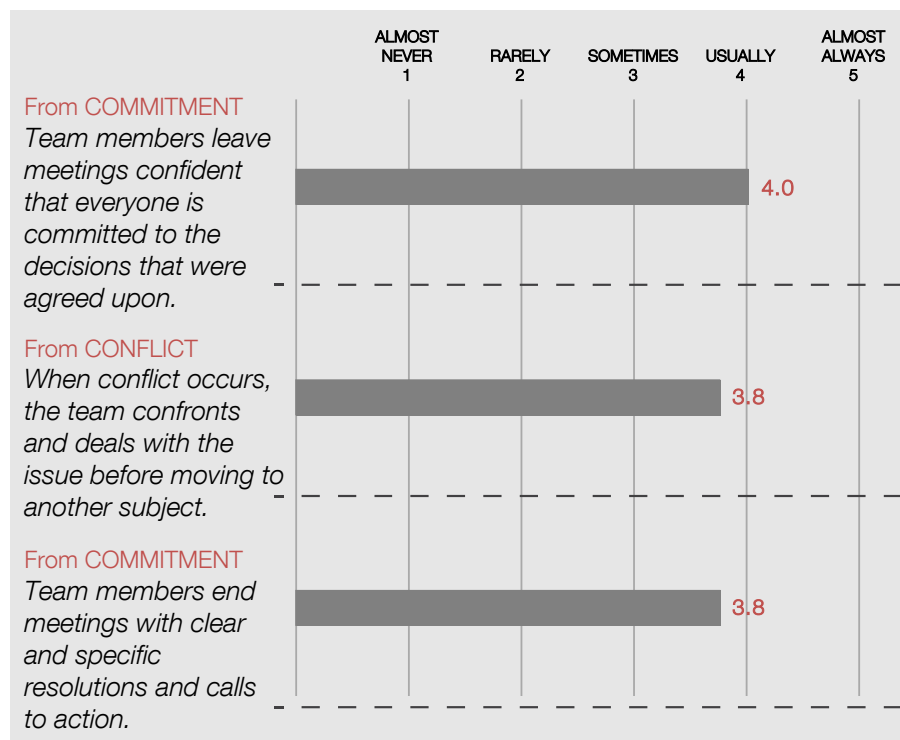 ALMOST
NEVER
1
RARELY
2
SOMETIMES
3
USUALLY
4
ALMOST
ALWAYS
5
From COMMITMENT
Team members leave
meetings confident
that everyone is
committed to the
decisions that were
agreed upon.
4.0
From CONFLICT
When conflict occurs,
the team confronts
and deals with the
issue before moving to
another subject.
3.8
From COMMITMENT
Team members end
meetings with clear
and specific
resolutions and calls
to action.
3.8